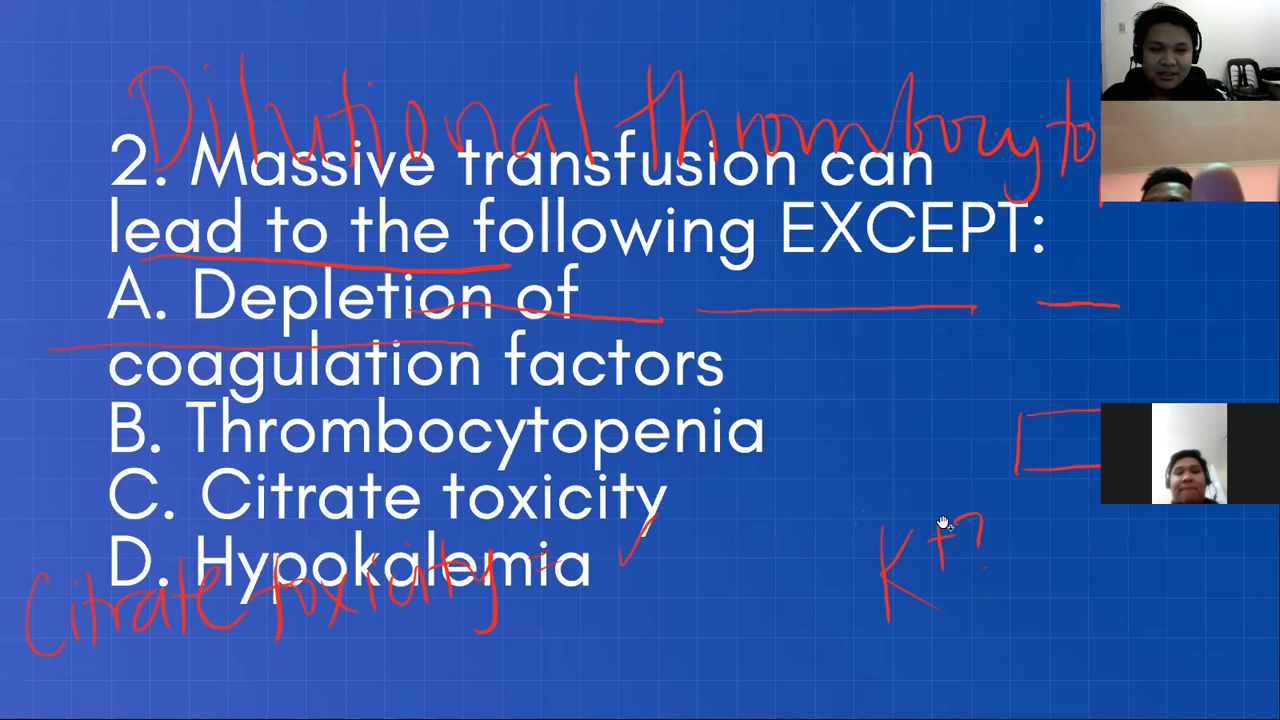 Dilutional thrombocytop
2. Massive transfusion can
lead to the following EXCEPT:
A. Depletion of
coagulation factors
B. Thrombocytopenia
C. Citrate toxicity
D. Hypokalemia
Citrate toxicity = ✓
K+?